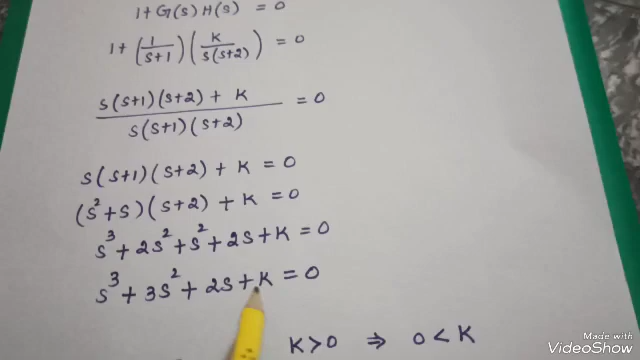 1 + G(s) H(s) = 0
1 + (1/(s+1)) (K/(s(s+2))) = 0
(s(s+1)(s+2) + K)/(s(s+1)(s+2)) = 0
s(s+1)(s+2) + K = 0
(s² + s)(s+2) + K = 0
s³ + 2s² + s² + 2s + K = 0
s³ + 3s² + 2s + K = 0
K > 0 ⇒ 0 < K
Made with
VideoShow